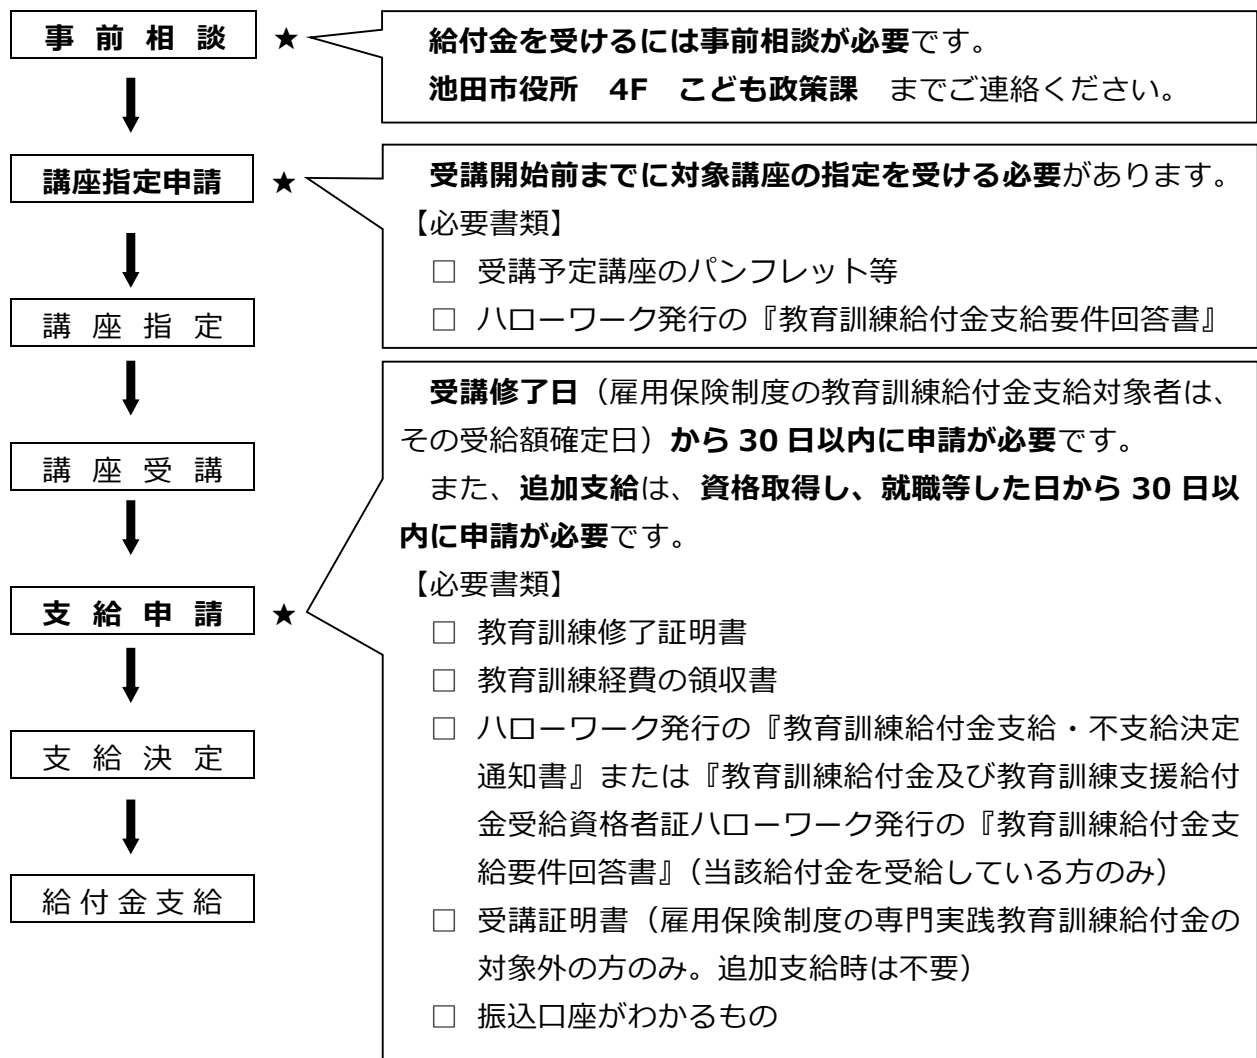 事前相談 ★
給付金を受けるには事前相談が必要です。
池田市役所　4F　こども政策課　までご連絡ください。
講座指定申請 ★
受講開始前までに対象講座の指定を受ける必要があります。
【必要書類】
□ 受講予定講座のパンフレット等
□ ハローワーク発行の『教育訓練給付金支給要件回答書』
講座指定
講座受講
支給申請 ★
受講修了日（雇用保険制度の教育訓練給付金支給対象者は、
その受給額確定日）から 30 日以内に申請が必要です。
また、追加支給は、資格取得し、就職等した日から 30 日以
内に申請が必要です。
【必要書類】
□ 教育訓練修了証明書
□ 教育訓練経費の領収書
□ ハローワーク発行の『教育訓練給付金支給・不支給決定
通知書』または『教育訓練給付金及び教育訓練支援給付
金受給資格者証ハローワーク発行の『教育訓練給付金支
給要件回答書』（当該給付金を受給している方のみ）
□ 受講証明書（雇用保険制度の専門実践教育訓練給付金の
対象外の方のみ。追加支給時は不要）
□ 振込口座がわかるもの
支給決定
給付金支給